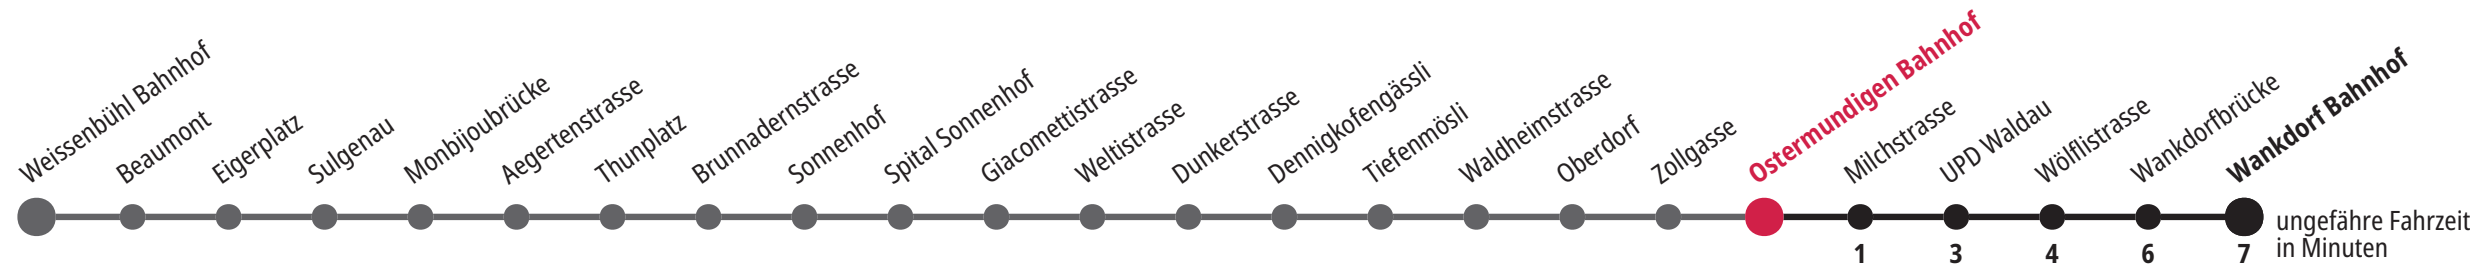 Weissenbühl Bahnhof
Beaumont
Eigerplatz
Sulgenau
Monbijoubrücke
Aegertenstrasse
Thunplatz
Brunnadernstrasse
Sonnenhof
Spital Sonnenhof
Giacomettistrasse
Weltistrasse
Dunkerstrasse
Dennigkofengässli
Tiefenmösli
Waldheimstrasse
Oberdorf
Zollgasse
Ostermundigen Bahnhof
Milchstrasse
UPD Waldau
Wölflistrasse
Wankdorfbrücke
Wankdorf Bahnhof
1 3 4 6 7
ungefähre Fahrzeit
in Minuten